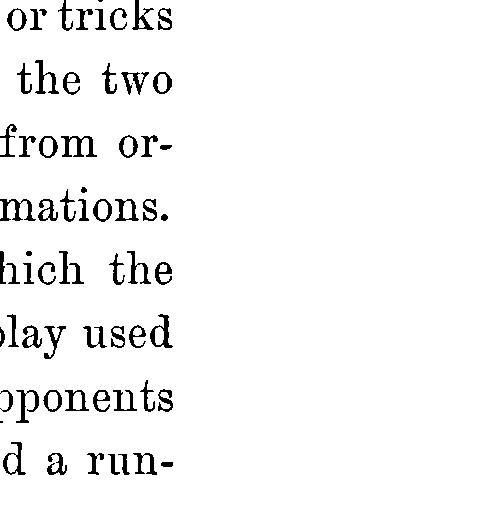 or tricks
the two
from or-
mations.
hich the
play used
pponents
d a run-